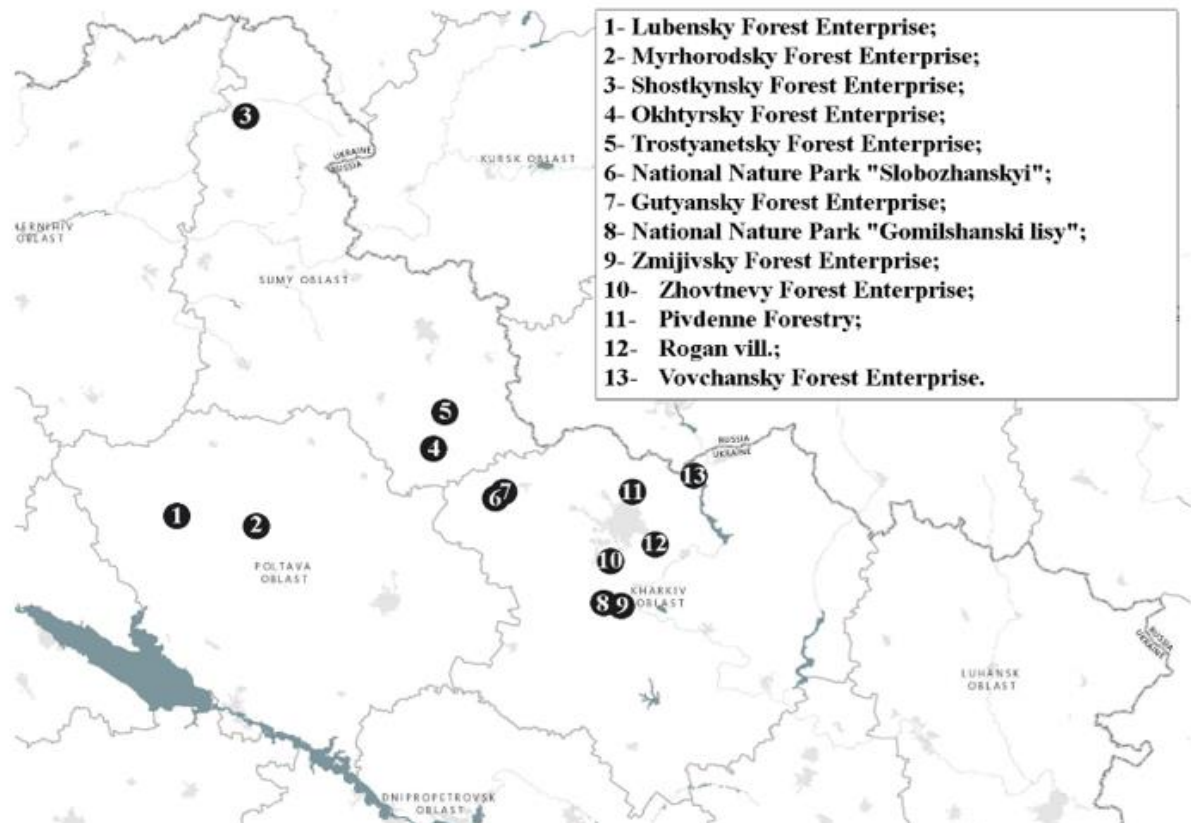 1- Lubensky Forest Enterprise;
2- Myrhorodsky Forest Enterprise;
3- Shostkynsky Forest Enterprise;
4- Okhtyrsky Forest Enterprise;
5- Trostyanetsky Forest Enterprise;
6- National Nature Park "Slobozhanskyi";
7- Gutyansky Forest Enterprise;
8- National Nature Park "Gomilshanski lisy";
9- Zmijivsky Forest Enterprise;
10- Zhovtnevy Forest Enterprise;
11- Pivdenne Forestry;
12- Rogan vill.;
13- Vovchansky Forest Enterprise.
3
UKRAINE
RUSSIA
KURSK OBLAST
ERNIHIV
OBLAST
SUMY OBLAST
5
4
RUSSIA
UKRAINE
13
6 7
11
1
2
12
10
POLTAVA
OBLAST
KHARKIV
OBLAST
8 9
RUSSIA
UKRAINE
LUHANSK
OBLAST
DNIPROPETROVSK
OBLAST